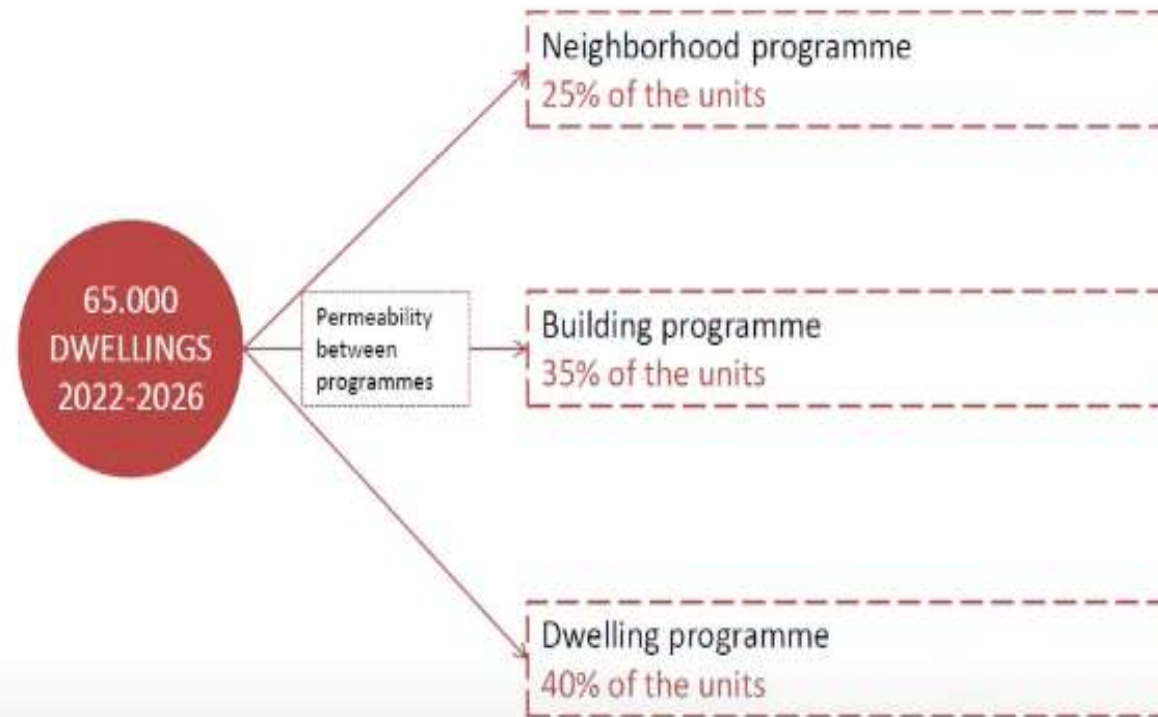 Neighborhood programme
25% of the units
65.000
DWELLINGS
2022-2026
Permeability
between
programmes
Building programme
35% of the units
Dwelling programme
40% of the units